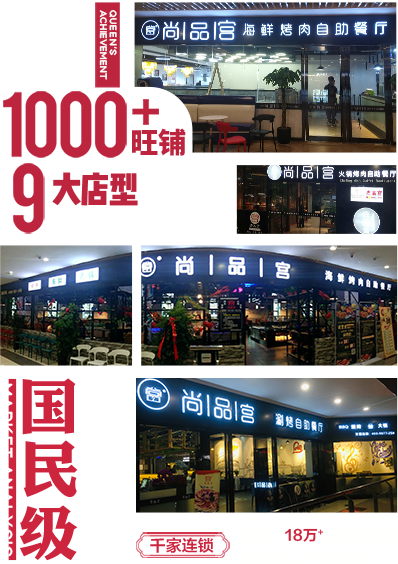 QUEEN'S
ACHIEVEMENT
尚|品|宫 海鲜烤肉自助餐厅
1000+
旺铺
9大店型
尚|品|宫 火锅烤肉自助餐厅
尚|品|宫 海鲜烤肉自助餐厅
尚|品|宫 涮烤自助餐厅
国民级
MARKET ANALYSIS
千家连锁
18万+